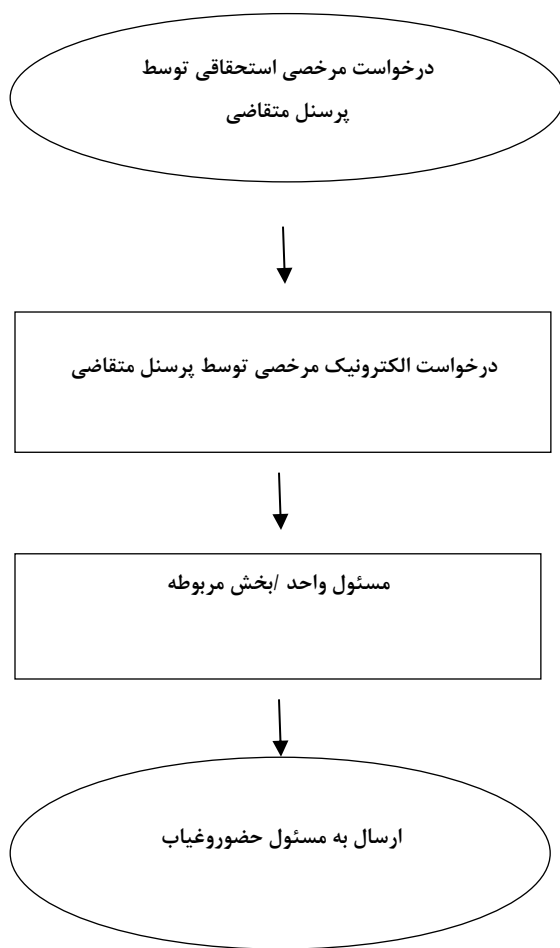 درخواست مرخصی استحقاقی توسط
پرسنل متقاضی
درخواست الکترونیک مرخصی توسط پرسنل متقاضی
مسئول واحد /بخش مربوطه
ارسال به مسئول حضوروغیاب